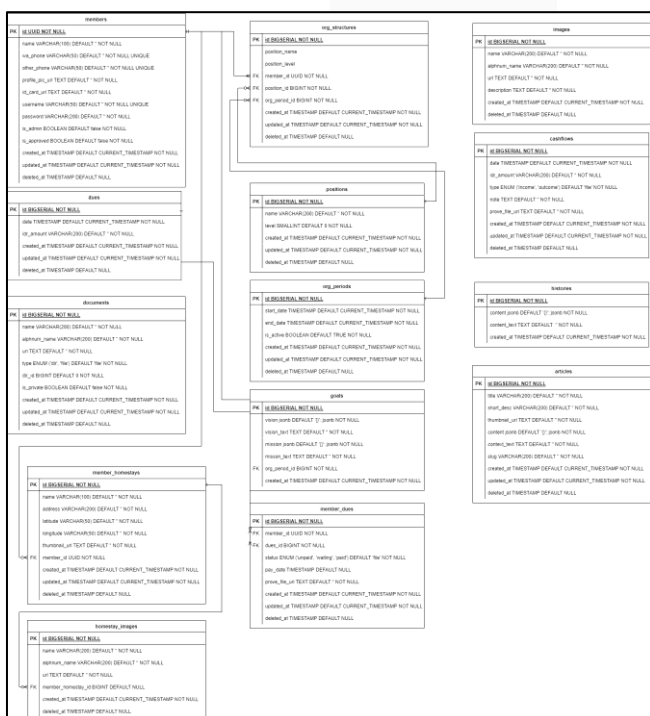 members
PK id UUID NOT NULL
name VARCHAR(100) DEFAULT '' NOT NULL
wa_phone VARCHAR(50) DEFAULT '' NOT NULL UNIQUE
other_phone VARCHAR(50) DEFAULT '' NOT NULL UNIQUE
profile_pic_url TEXT DEFAULT '' NOT NULL
id_card_url TEXT DEFAULT '' NOT NULL
username VARCHAR(50) DEFAULT '' NOT NULL UNIQUE
password VARCHAR(200) DEFAULT '' NOT NULL
is_admin BOOLEAN DEFAULT false NOT NULL
is_approved BOOLEAN DEFAULT false NOT NULL
created_at TIMESTAMP DEFAULT CURRENT_TIMESTAMP NOT NULL
updated_at TIMESTAMP DEFAULT CURRENT_TIMESTAMP NOT NULL
deleted_at TIMESTAMP DEFAULT NULL
dues
id BIGSERIAL NOT NULL
date TIMESTAMP DEFAULT CURRENT_TIMESTAMP NOT NULL
idr_amount VARCHAR(200) DEFAULT '' NOT NULL
created_at TIMESTAMP DEFAULT CURRENT_TIMESTAMP NOT NULL
updated_at TIMESTAMP DEFAULT CURRENT_TIMESTAMP NOT NULL
deleted_at TIMESTAMP DEFAULT NULL
documents
PK id BIGSERIAL NOT NULL
name VARCHAR(200) DEFAULT '' NOT NULL
alphnum_name VARCHAR(200) DEFAULT '' NOT NULL
url TEXT DEFAULT '' NOT NULL
type ENUM ('dir', 'file') DEFAULT 'file' NOT NULL
dir_id BIGINT DEFAULT 0 NOT NULL
is_private BOOLEAN DEFAULT false NOT NULL
created_at TIMESTAMP DEFAULT CURRENT_TIMESTAMP NOT NULL
updated_at TIMESTAMP DEFAULT CURRENT_TIMESTAMP NOT NULL
deleted_at TIMESTAMP DEFAULT NULL
member_homestays
PK id BIGSERIAL NOT NULL
name VARCHAR(100) DEFAULT '' NOT NULL
address VARCHAR(200) DEFAULT '' NOT NULL
latitude VARCHAR(50) DEFAULT '' NOT NULL
longitude VARCHAR(50) DEFAULT '' NOT NULL
thumbnail_url TEXT DEFAULT '' NOT NULL
FK member_id UUID NOT NULL
created_at TIMESTAMP DEFAULT CURRENT_TIMESTAMP NOT NULL
updated_at TIMESTAMP DEFAULT CURRENT_TIMESTAMP NOT NULL
deleted_at TIMESTAMP DEFAULT NULL
homestay_images
PK id BIGSERIAL NOT NULL
name VARCHAR(200) DEFAULT '' NOT NULL
alphnum_name VARCHAR(200) DEFAULT '' NOT NULL
url TEXT DEFAULT '' NOT NULL
FK member_homestay_id BIGINT DEFAULT NULL
created_at TIMESTAMP DEFAULT CURRENT_TIMESTAMP NOT NULL
deleted_at TIMESTAMP DEFAULT NULL
org_structures
PK id BIGSERIAL NOT NULL
position_name
position_level
FK member_id UUID NOT NULL
FK position_id BIGINT NOT NULL
FK org_period_id BIGINT NOT NULL
created_at TIMESTAMP DEFAULT CURRENT_TIMESTAMP NOT NULL
updated_at TIMESTAMP DEFAULT CURRENT_TIMESTAMP NOT NULL
deleted_at TIMESTAMP DEFAULT NULL
positions
PK id BIGSERIAL NOT NULL
name VARCHAR(200) DEFAULT '' NOT NULL
level SMALLINT DEFAULT 0 NOT NULL
created_at TIMESTAMP DEFAULT CURRENT_TIMESTAMP NOT NULL
updated_at TIMESTAMP DEFAULT CURRENT_TIMESTAMP NOT NULL
deleted_at TIMESTAMP DEFAULT NULL
org_periods
PK id BIGSERIAL NOT NULL
start_date TIMESTAMP DEFAULT CURRENT_TIMESTAMP NOT NULL
end_date TIMESTAMP DEFAULT CURRENT_TIMESTAMP NOT NULL
is_active BOOLEAN DEFAULT TRUE NOT NULL
created_at TIMESTAMP DEFAULT CURRENT_TIMESTAMP NOT NULL
updated_at TIMESTAMP DEFAULT CURRENT_TIMESTAMP NOT NULL
deleted_at TIMESTAMP DEFAULT NULL
goals
PK id BIGSERIAL NOT NULL
vision jsonb DEFAULT '{}'::jsonb NOT NULL
vision_text TEXT DEFAULT '' NOT NULL
mission jsonb DEFAULT '{}'::jsonb NOT NULL
mission_text TEXT DEFAULT '' NOT NULL
FK org_period_id BIGINT NOT NULL
created_at TIMESTAMP DEFAULT CURRENT_TIMESTAMP NOT NULL
member_dues
PK id BIGSERIAL NOT NULL
FK member_id UUID NOT NULL
FK dues_id BIGINT NOT NULL
status ENUM ('unpaid', 'waiting', 'paid') DEFAULT 'file' NOT NULL
pay_date TIMESTAMP DEFAULT NULL
prove_file_url TEXT DEFAULT '' NOT NULL
created_at TIMESTAMP DEFAULT CURRENT_TIMESTAMP NOT NULL
updated_at TIMESTAMP DEFAULT CURRENT_TIMESTAMP NOT NULL
deleted_at TIMESTAMP DEFAULT NULL
images
PK id BIGSERIAL NOT NULL
name VARCHAR(200) DEFAULT '' NOT NULL
alphnum_name VARCHAR(200) DEFAULT '' NOT NULL
url TEXT DEFAULT '' NOT NULL
description TEXT DEFAULT '' NOT NULL
created_at TIMESTAMP DEFAULT CURRENT_TIMESTAMP NOT NULL
deleted_at TIMESTAMP DEFAULT NULL
cashflows
PK id BIGSERIAL NOT NULL
date TIMESTAMP DEFAULT CURRENT_TIMESTAMP NOT NULL
idr_amount VARCHAR(200) DEFAULT '' NOT NULL
type ENUM ('income', 'outcome') DEFAULT 'file' NOT NULL
note TEXT DEFAULT '' NOT NULL
prove_file_url TEXT DEFAULT '' NOT NULL
created_at TIMESTAMP DEFAULT CURRENT_TIMESTAMP NOT NULL
updated_at TIMESTAMP DEFAULT CURRENT_TIMESTAMP NOT NULL
deleted_at TIMESTAMP DEFAULT NULL
histories
PK id BIGSERIAL NOT NULL
content jsonb DEFAULT '{}'::jsonb NOT NULL
content_text TEXT DEFAULT '' NOT NULL
created_at TIMESTAMP DEFAULT CURRENT_TIMESTAMP NOT NULL
articles
PK id BIGSERIAL NOT NULL
title VARCHAR(200) DEFAULT '' NOT NULL
short_desc VARCHAR(200) DEFAULT '' NOT NULL
thumbnail_url TEXT DEFAULT '' NOT NULL
content jsonb DEFAULT '{}'::jsonb NOT NULL
content_text TEXT DEFAULT '' NOT NULL
slug VARCHAR(200) DEFAULT '' NOT NULL
created_at TIMESTAMP DEFAULT CURRENT_TIMESTAMP NOT NULL
updated_at TIMESTAMP DEFAULT CURRENT_TIMESTAMP NOT NULL
deleted_at TIMESTAMP DEFAULT NULL